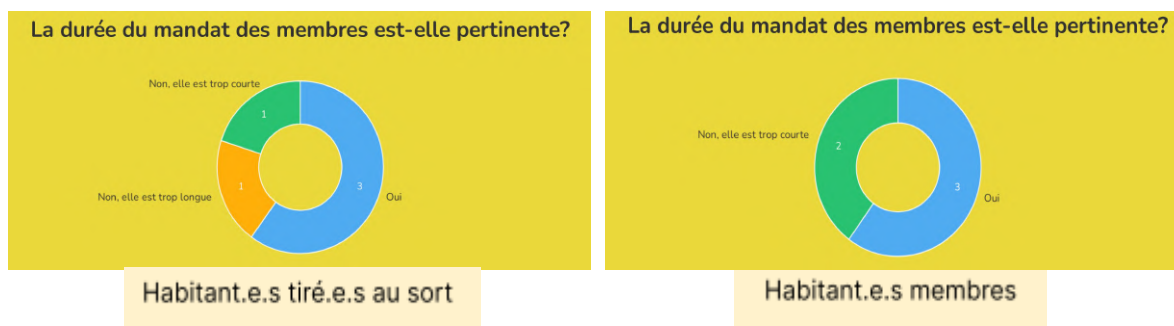 La durée du mandat des membres est-elle pertinente?
Non, elle est trop courte
1
1
3
Non, elle est trop longue
Oui
Habitant.e.s tiré.e.s au sort
La durée du mandat des membres est-elle pertinente?
Non, elle est trop courte
2
3
Oui
Habitant.e.s membres